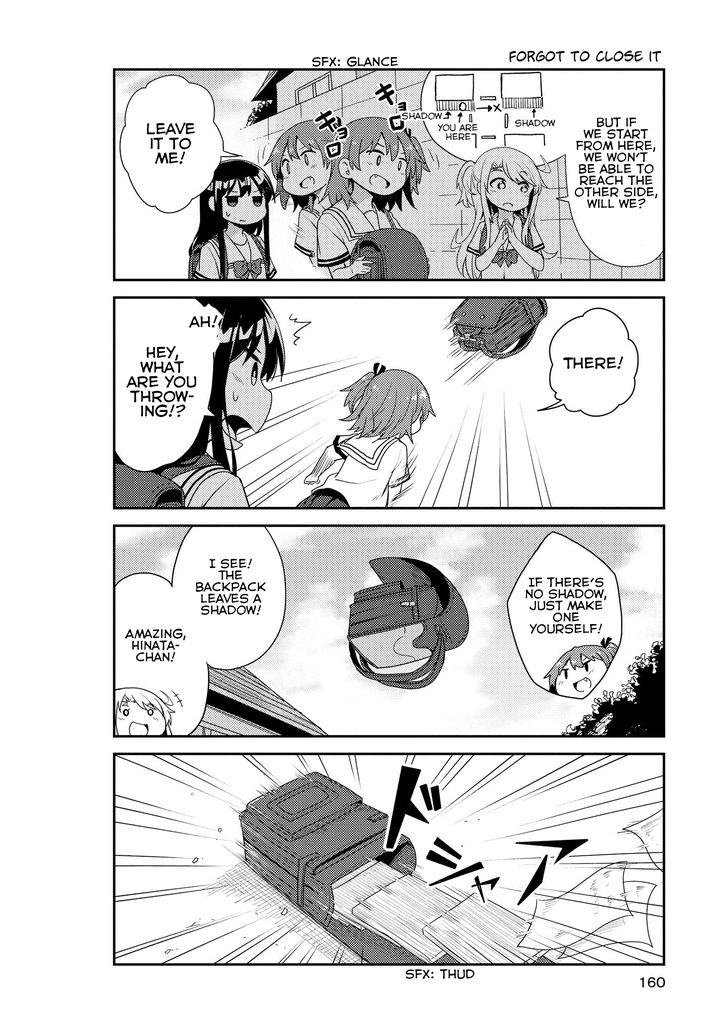 FORGOT TO CLOSE IT
SFX: GLANCE
BUT IF
WE START
FROM HERE,
WE WON'T
BE ABLE TO
REACH THE
OTHER SIDE,
WILL WE?
SHADOW
YOU ARE
HERE
X
SHADOW
キョロ
キョロ
LEAVE
IT TO
ME!
THERE!
AH!
HEY,
WHAT
ARE YOU
THROW-
ING!?
IF THERE'S
NO SHADOW,
JUST MAKE
ONE
YOURSELF!
I SEE!
THE
BACKPACK
LEAVES A
SHADOW!
AMAZING,
HINATA-
CHAN!
ドシャァ
SFX: THUD
160